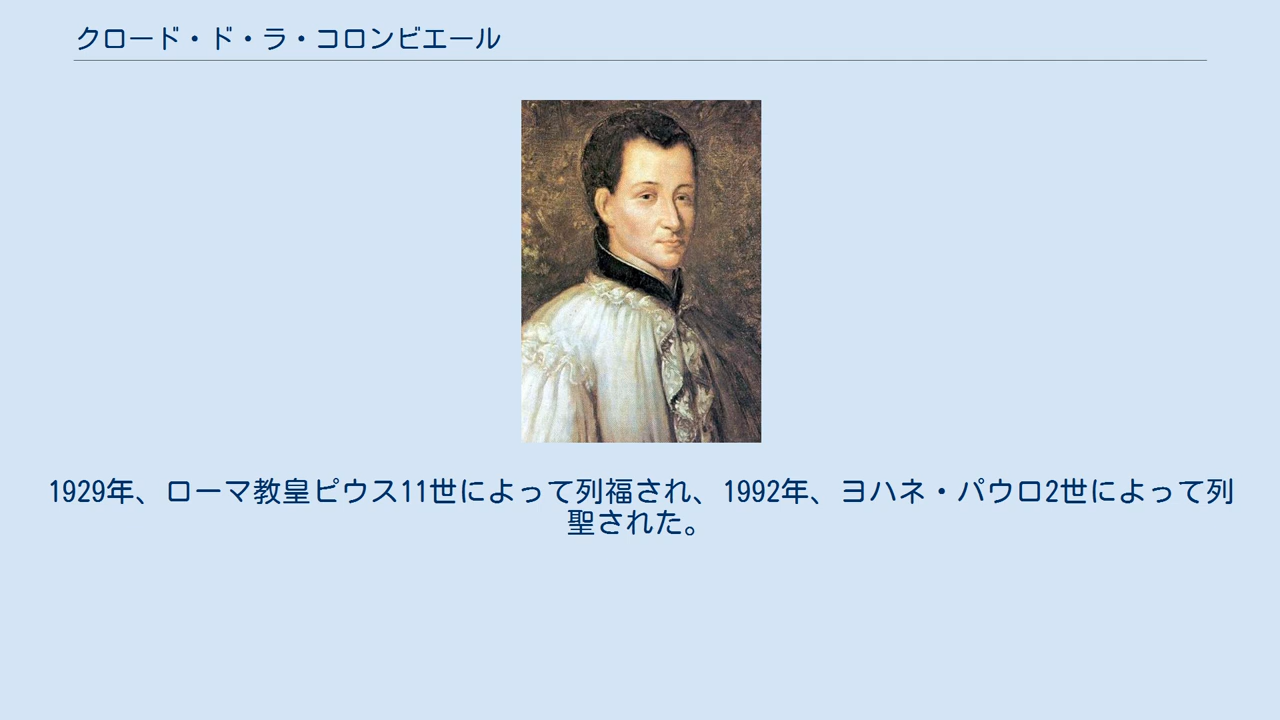 クロード・ド・ラ・コロンビエール
1929年、ローマ教皇ピウス11世によって列福され、1992年、ヨハネ・パウロ2世によって列
聖された。